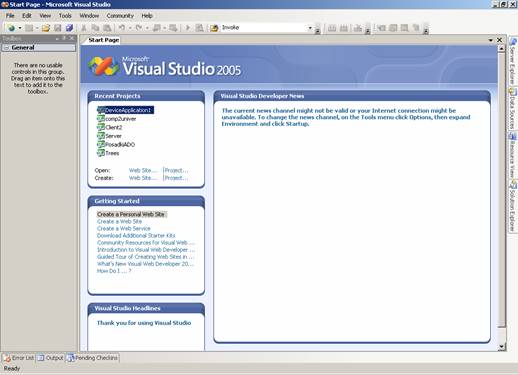 Start Page - Microsoft Visual Studio
File Edit View Tools Window Community Help
Invoke
Toolbox
General
There are no usable
controls in this group.
Drag an item onto this
text to add it to the
toolbox.
Start Page
Microsoft
Visual Studio 2005
Recent Projects
DeviceApplication1
comp2univer
Client2
Server
PosadkiADO
Trees
Open: Web Site... Project...
Create: Web Site... Project...
Getting Started
Create a Personal Web Site
Create a Web Site
Create a Web Service
Download Additional Starter Kits
Community Resources for Visual Web ...
Introduction to Visual Web Developer ...
Guided Tour of Creating Web Sites in ...
What's New Visual Web Developer 20...
How Do I ... ?
Visual Studio Headlines
Thank you for using Visual Studio
Visual Studio Developer News
The current news channel might not be valid or your Internet connection might be
unavailable. To change the news channel, on the Tools menu click Options, then expand
Environment and click Startup.
Server Explorer
Data Sources
Resource View
Solution Explorer
Error List Output Pending Checkins
Ready